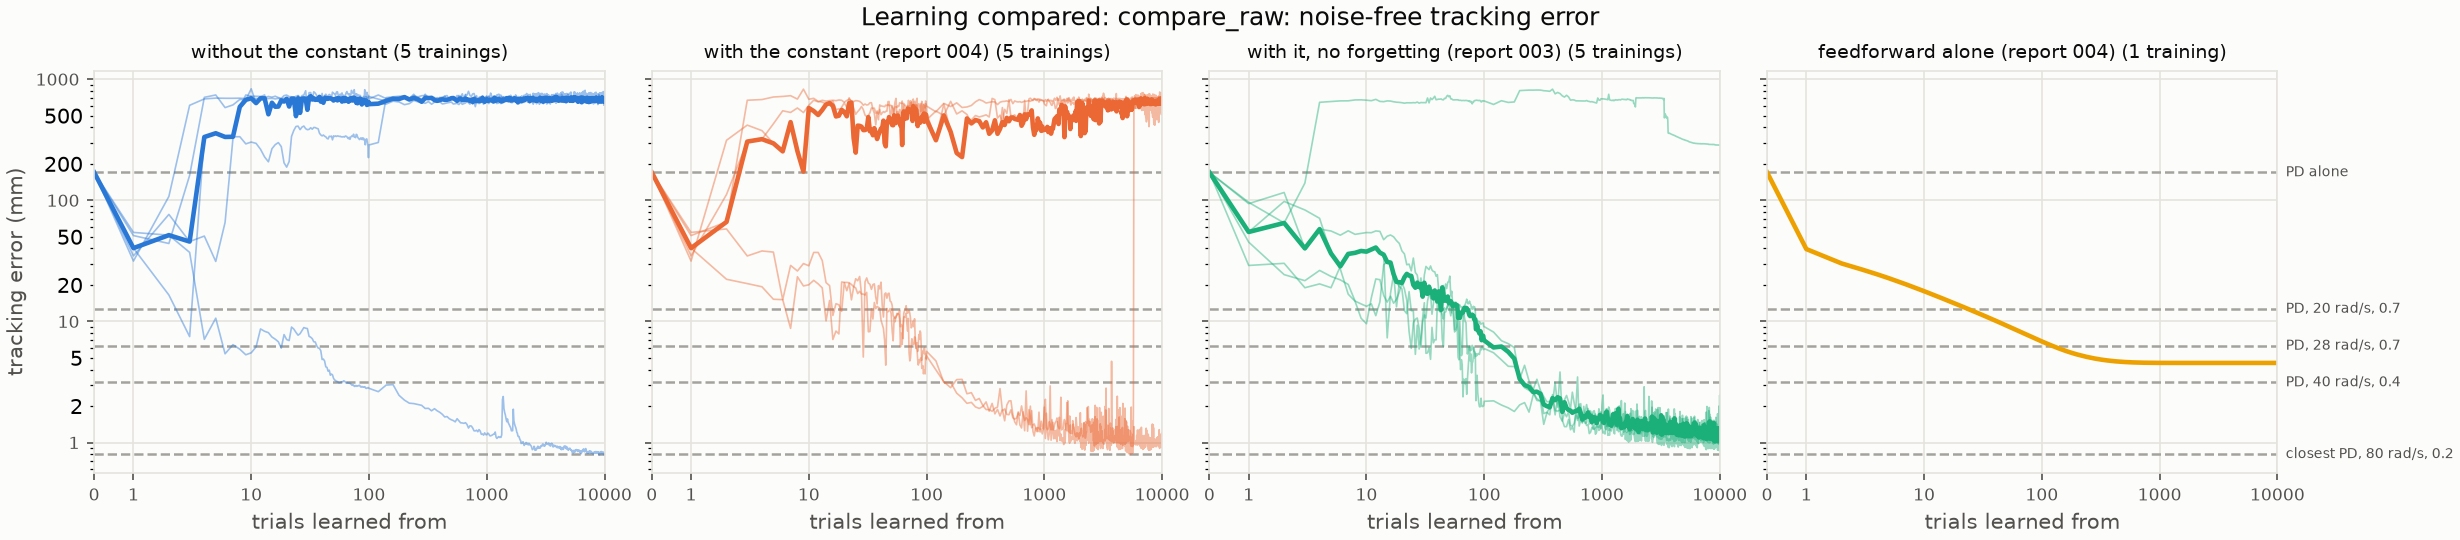 Learning compared: compare_raw: noise-free tracking error
without the constant (5 trainings)
with the constant (report 004) (5 trainings)
with it, no forgetting (report 003) (5 trainings)
feedforward alone (report 004) (1 training)
tracking error (mm)
1000
500
200
100
50
20
10
5
2
1
0 1 10 100 1000 10000
trials learned from
0 1 10 100 1000 10000
trials learned from
0 1 10 100 1000 10000
trials learned from
0 1 10 100 1000 10000
trials learned from
PD alone
PD, 20 rad/s, 0.7
PD, 28 rad/s, 0.7
PD, 40 rad/s, 0.4
closest PD, 80 rad/s, 0.2